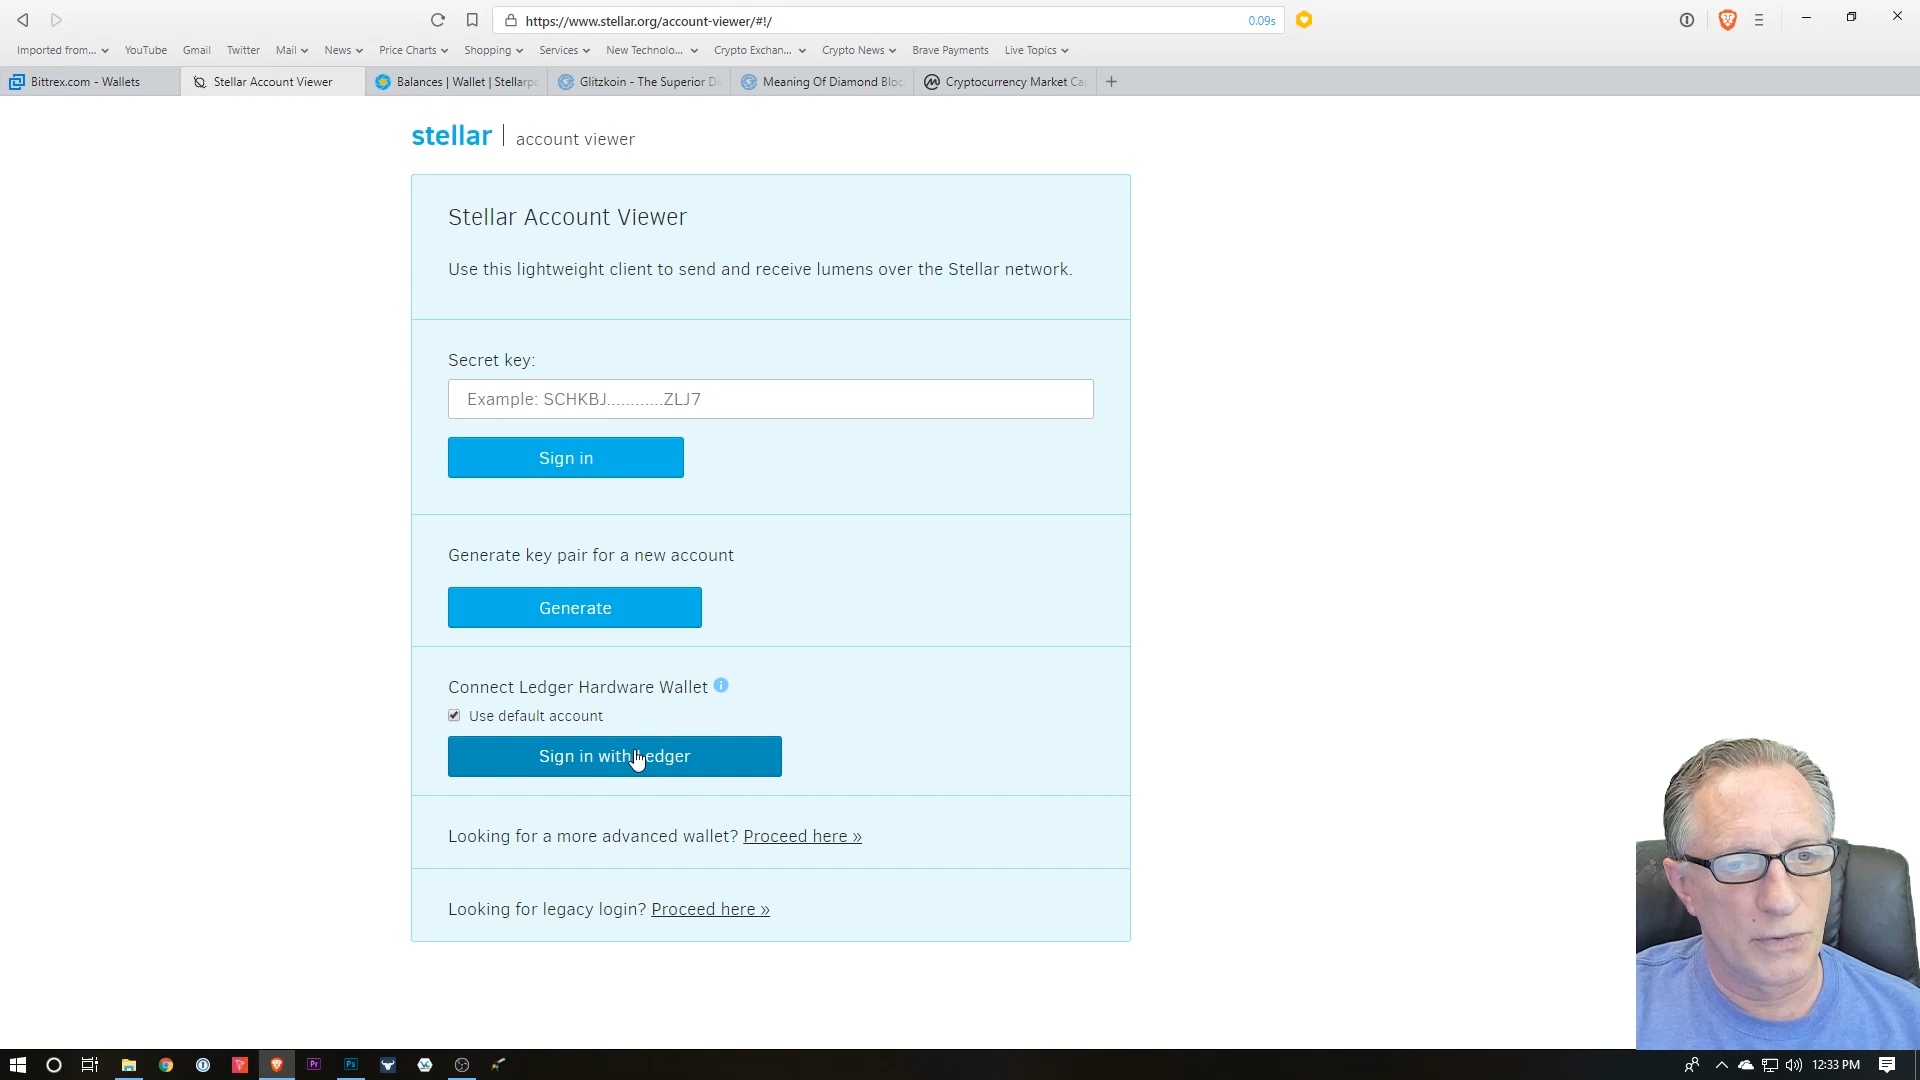 https://www.stellar.org/account-viewer/#!/
0.09s
Imported from...
YouTube
Gmail
Twitter
Mail
News
Price Charts
Shopping
Services
New Technolo...
Crypto Exchan...
Crypto News
Brave Payments
Live Topics
Bittrex.com - Wallets
Stellar Account Viewer
Balances | Wallet | Stellarpo
Glitzkoin - The Superior Di
Meaning Of Diamond Bloc
Cryptocurrency Market Ca
stellar | account viewer
Stellar Account Viewer
Use this lightweight client to send and receive lumens over the Stellar network.
Secret key:
Example: SCHKBJ............ZLJ7
Sign in
Generate key pair for a new account
Generate
Connect Ledger Hardware Wallet
Use default account
Sign in with Ledger
Looking for a more advanced wallet? Proceed here »
Looking for legacy login? Proceed here »
Pr
Ps
12:33 PM